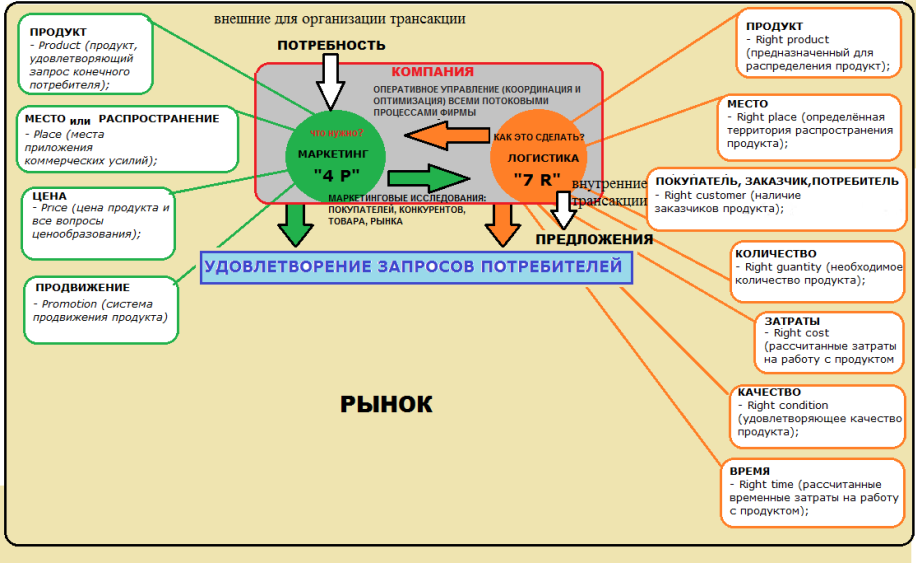 внешние для организации трансакции
ПОТРЕБНОСТЬ
ПРОДУКТ
- Product (продукт,
удовлетворяющий
запрос конечного
потребителя);
МЕСТО или РАСПРОСТРАНЕНИЕ
- Place (места
приложения
коммерческих усилий);
ЦЕНА
- Price (цена продукта и
все вопросы
ценообразования);
ПРОДВИЖЕНИЕ
- Promotion (система
продвижения продукта)
КОМПАНИЯ
ОПЕРАТИВНОЕ УПРАВЛЕНИЕ (КООРДИНАЦИЯ И
ОПТИМИЗАЦИЯ) ВСЕМИ ПОТОКОВЫМИ
ПРОЦЕССАМИ ФИРМЫ
что нужно?
МАРКЕТИНГ
"4 P"
КАК ЭТО СДЕЛАТЬ?
ЛОГИСТИКА
"7 R"
МАРКЕТИНГОВЫЕ ИССЛЕДОВАНИЯ:
ПОКУПАТЕЛЕЙ, КОНКУРЕНТОВ,
ТОВАРА, РЫНКА
внутренние
трансакции
ПРЕДЛОЖЕНИЯ
УДОВЛЕТВОРЕНИЕ ЗАПРОСОВ ПОТРЕБИТЕЛЕЙ
РЫНОК
ПРОДУКТ
- Right product
(предназначенный для
распределения продукт);
МЕСТО
- Right place (определённая
территория распространения
продукта);
ПОКУПАТЕЛЬ, ЗАКАЗЧИК,ПОТРЕБИТЕЛЬ
- Right customer (наличие
заказчиков продукта);
КОЛИЧЕСТВО
- Right guantity (необходимое
количество продукта);
ЗАТРАТЫ
- Right cost
(рассчитанные затраты
на работу с продуктом
КАЧЕСТВО
- Right condition
(удовлетворяющее качество
продукта);
ВРЕМЯ
- Right time (рассчитанные
временные затраты на работу
с продуктом);